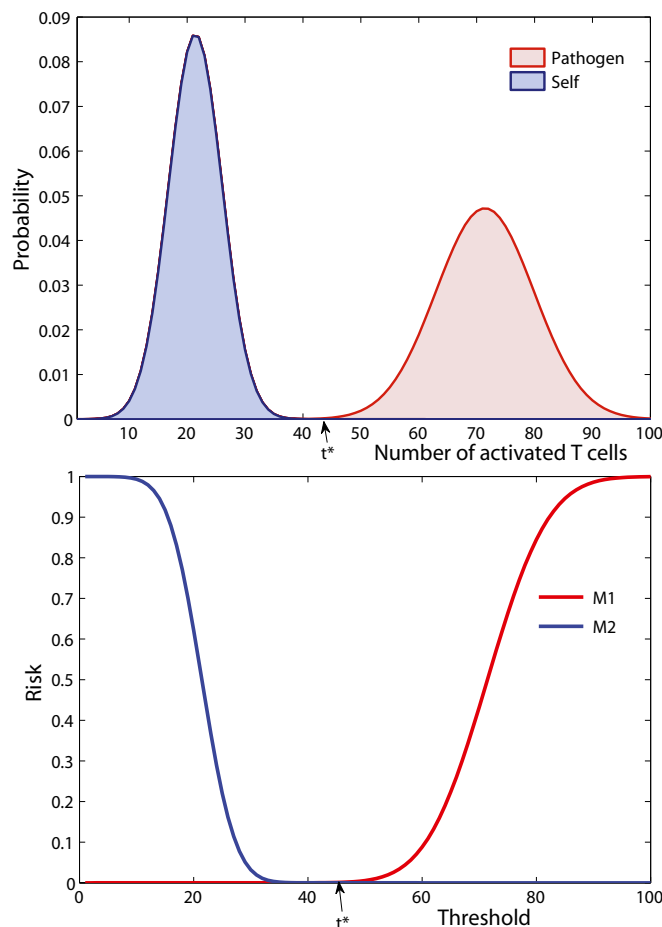 0.09
0.08
0.07
0.06
0.05
0.04
0.03
0.02
0.01
0
Probability
Pathogen
Self
10 20 30 40 50 60 70 80 90 100
t*
Number of activated T cells
1
0.9
0.8
0.7
0.6
0.5
0.4
0.3
0.2
0.1
0
Risk
M1
M2
0 20 40 60 80 100
t*
Threshold